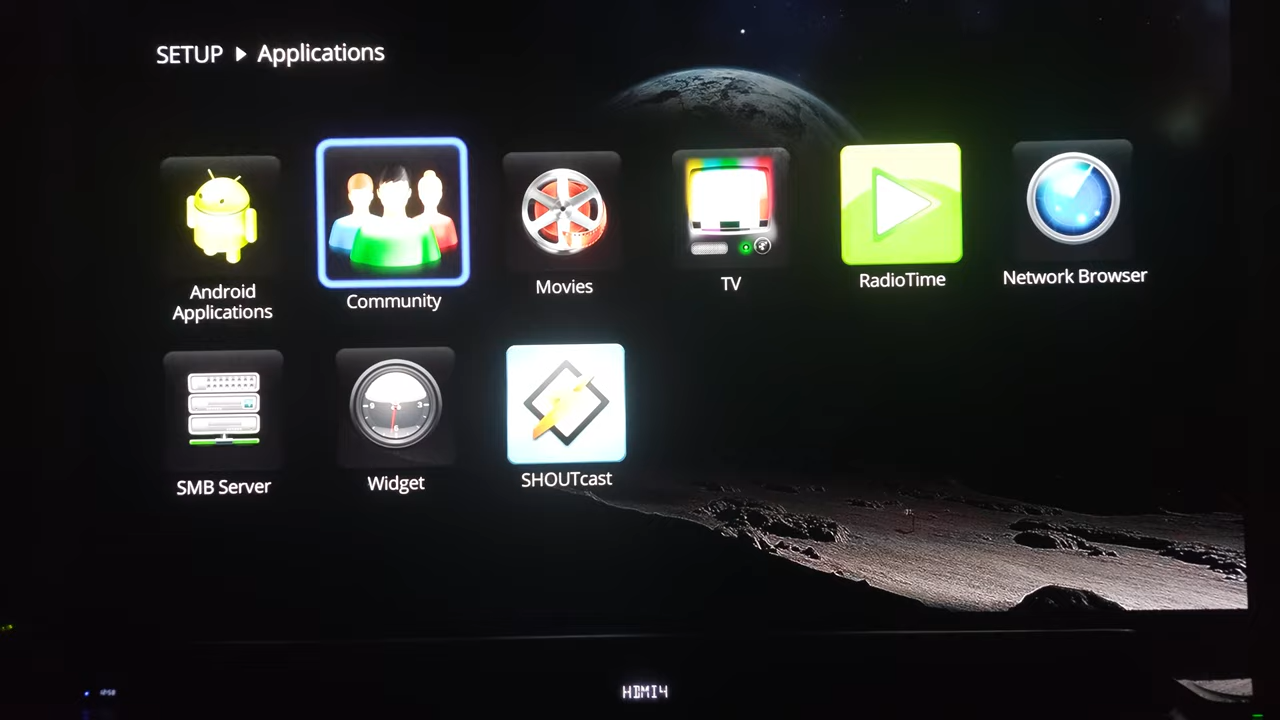 SETUP ▶ Applications
Android
Applications
Community
Movies
TV
RadioTime
Network Browser
SMB Server
Widget
SHOUTcast
HDMI4